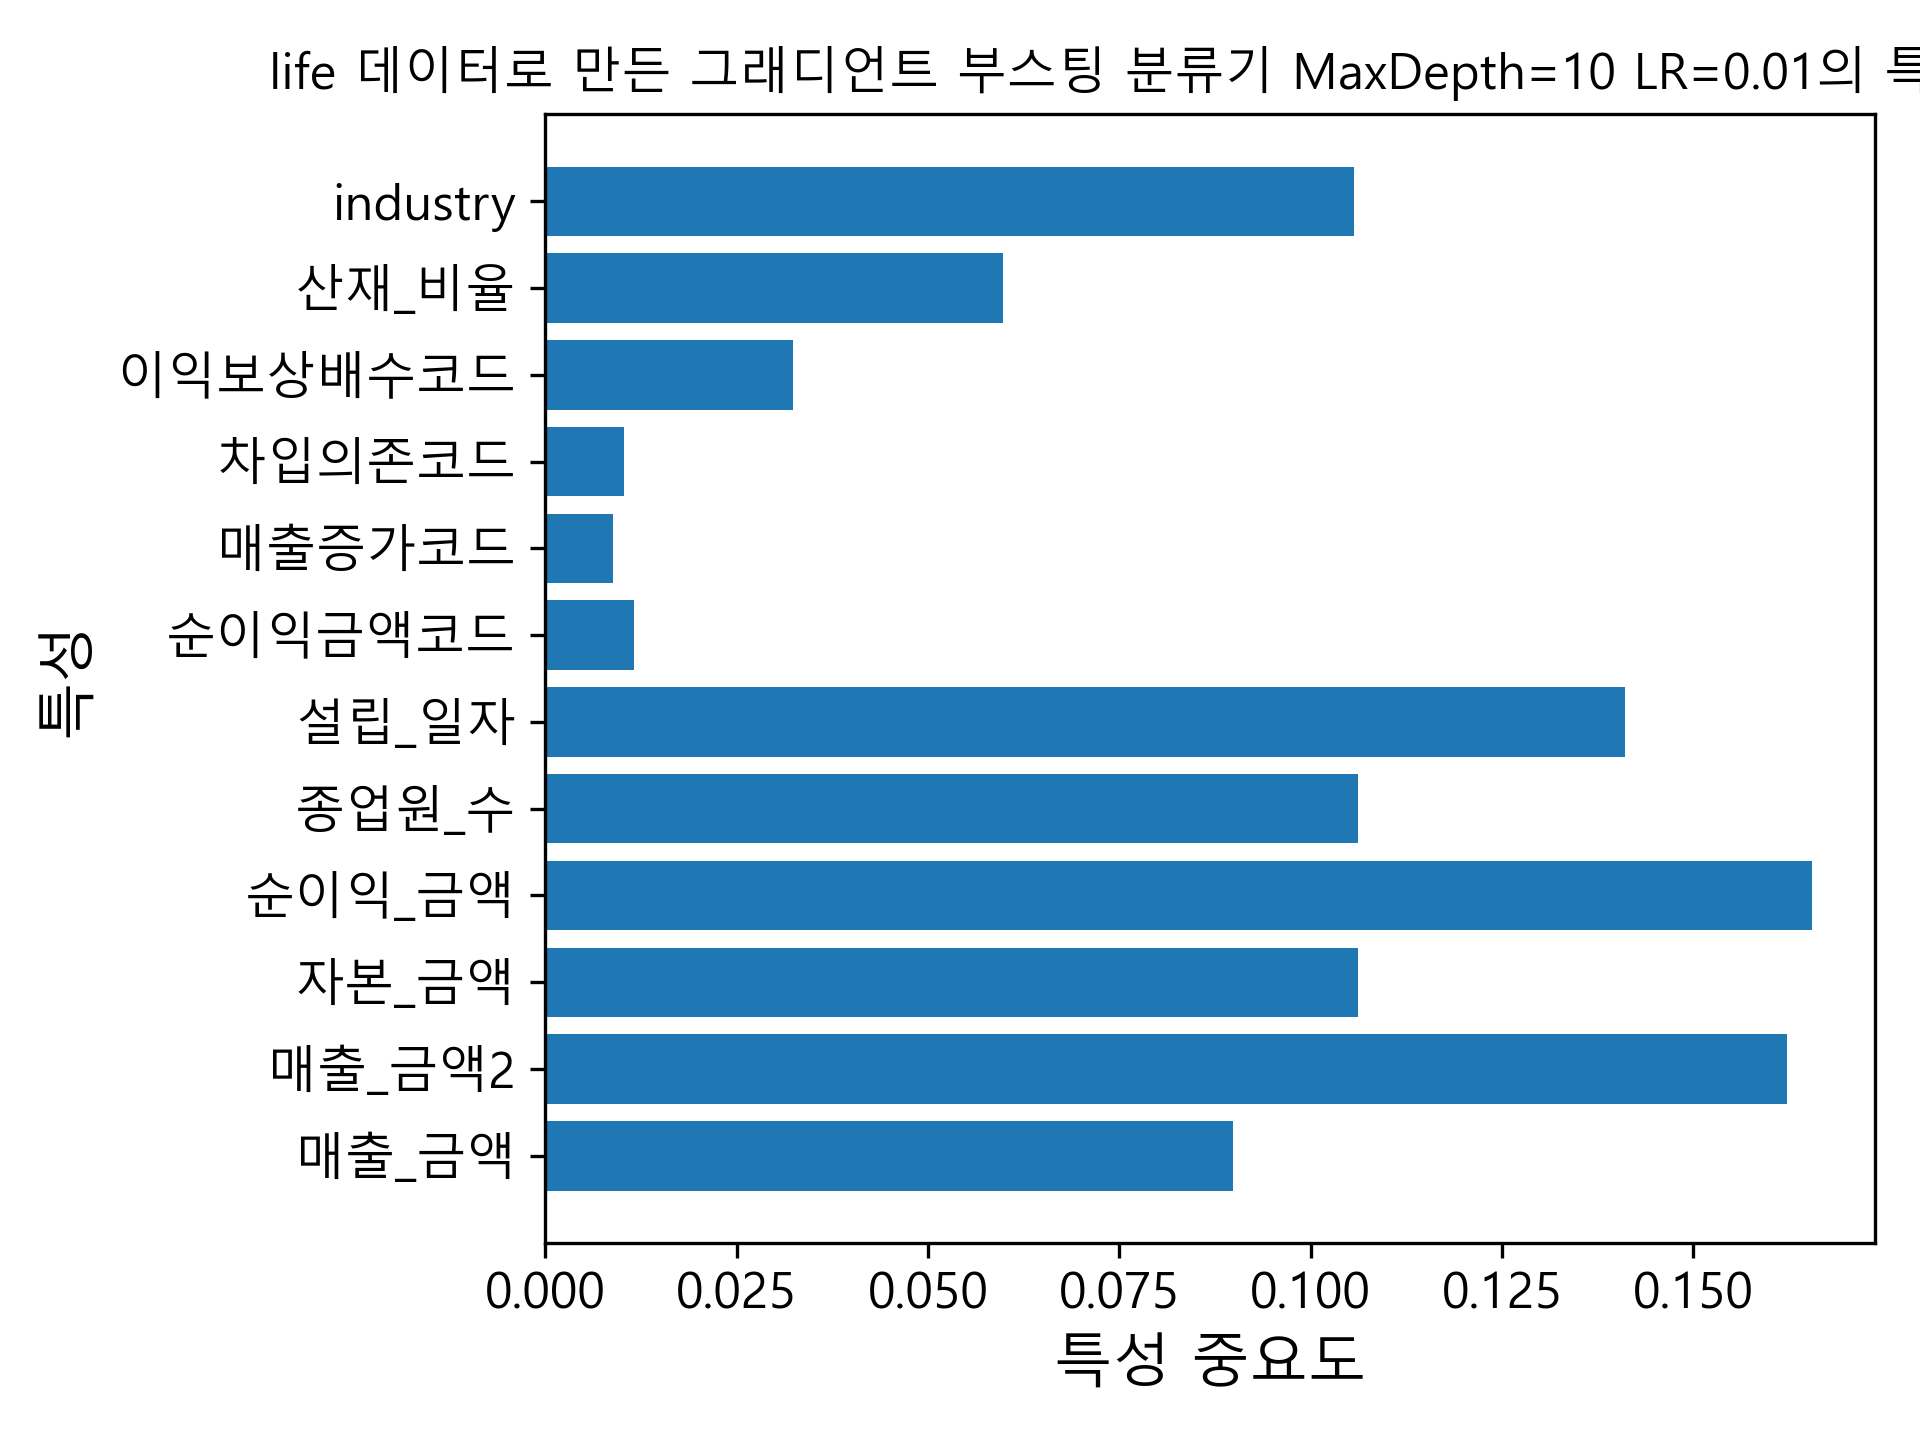 life 데이터로 만든 그래디언트 부스팅 분류기 MaxDepth=10 LR=0.01의
industry
산재_비율
이익보상배수코드
차입의존코드
매출증가코드
순이익금액코드
설립_일자
종업원_수
순이익_금액
자본_금액
매출_금액2
매출_금액
특성
0.000 0.025 0.050 0.075 0.100 0.125 0.150
특성 중요도